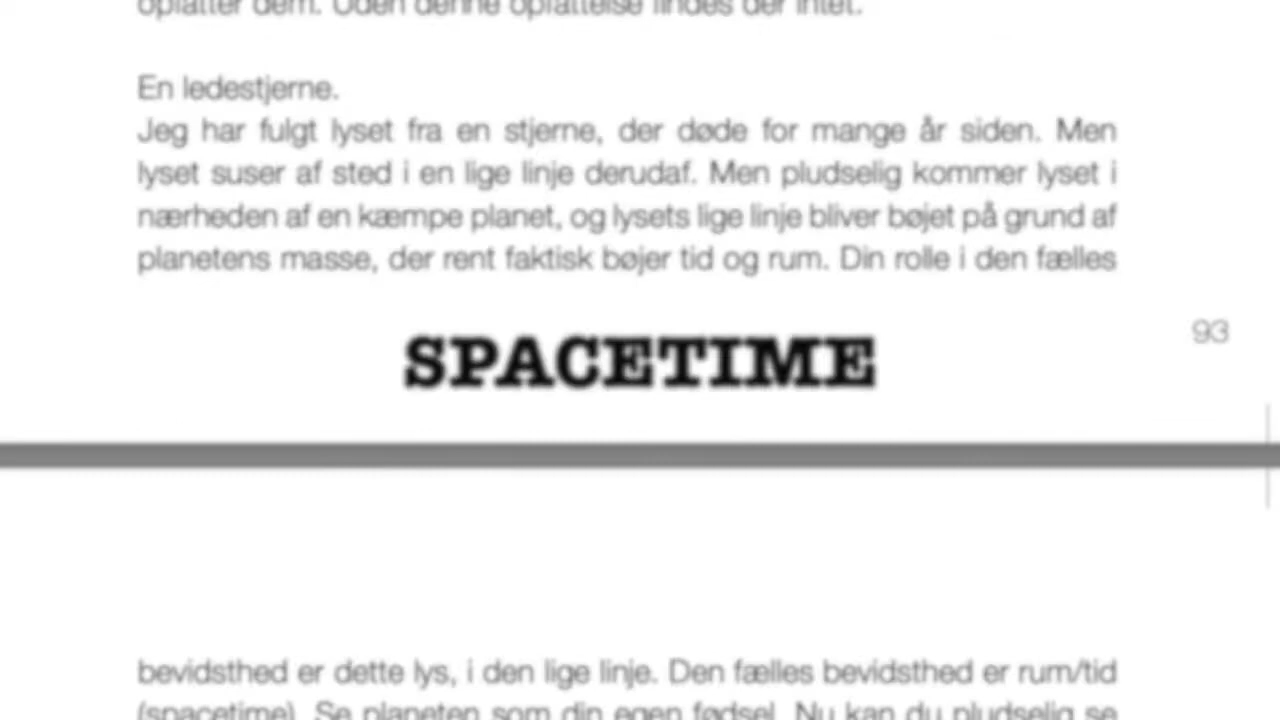 opfatter dem. Uden denne opfattelse findes der intet.
En ledestjerne.
Jeg har fulgt lyset fra en stjerne, der døde for mange år siden. Men
lyset suser af sted i en lige linje derudaf. Men pludselig kommer lyset i
nærheden af en kæmpe planet, og lysets lige linje bliver bøjet på grund af
planetens masse, der rent faktisk bøjer tid og rum. Din rolle i den fælles
93
SPACETIME
bevidsthed er dette lys, i den lige linje. Den fælles bevidsthed er rum/tid
(spacetime). Se planeten som din egen fødsel. Nu kan du pludselig se